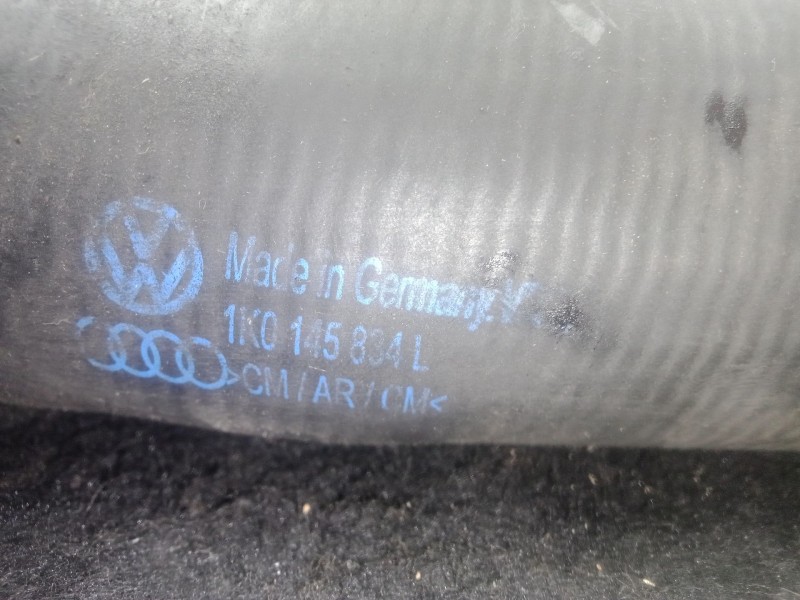 Made in Germany
1K0 145 834 L
>CM / AR / CM<